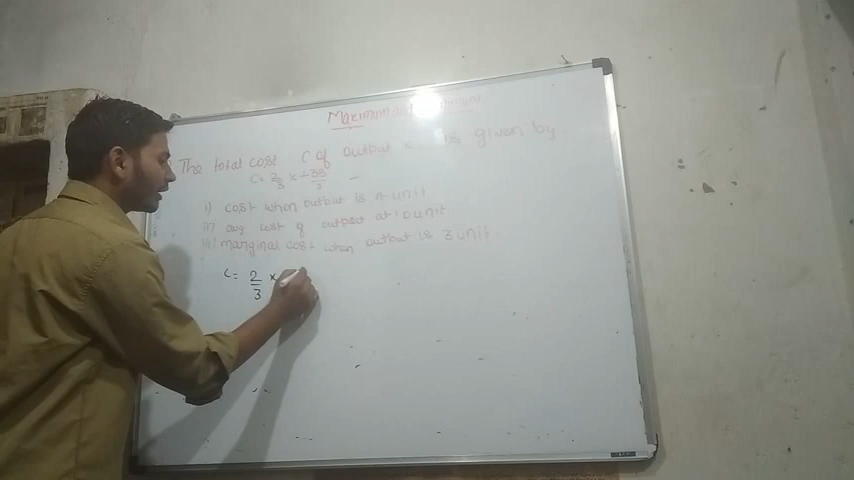 Maximum and
The total cost C of output x is given by
C = 2/3 x + 35/2
i) cost when output is 4 unit
ii) avg cost of output at 10 unit
iii) marginal cost when output is 3 unit
C = 2/3 x